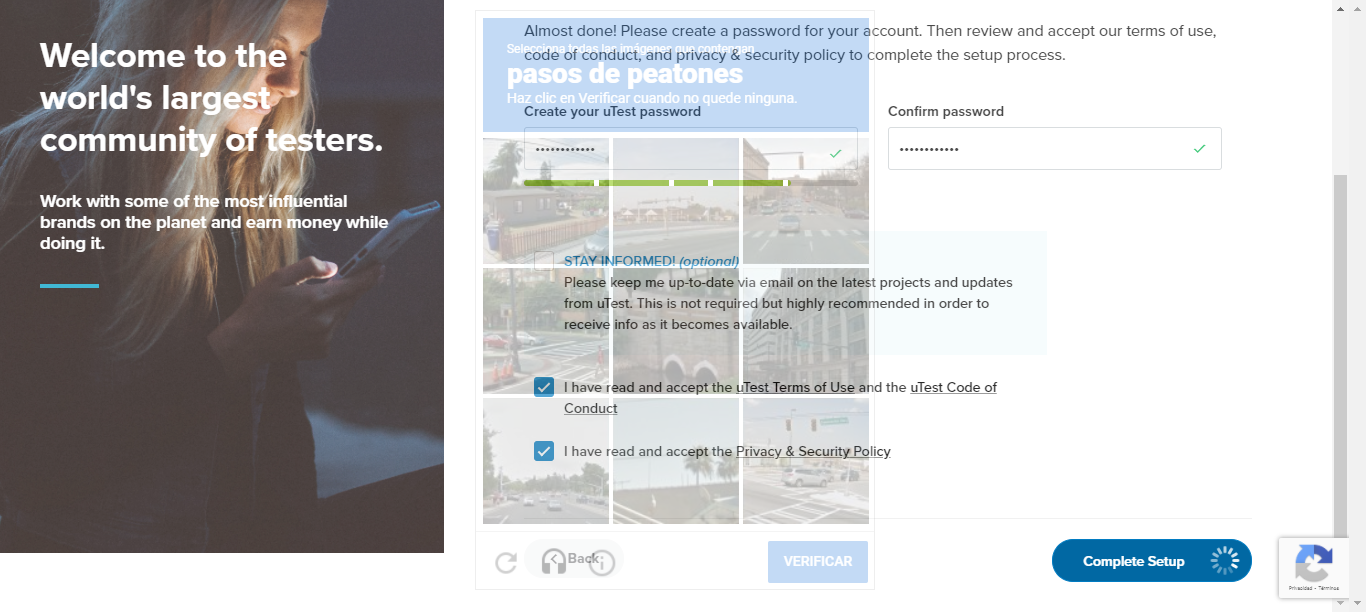 Welcome to the
world's largest
community of testers.
Work with some of the most influential
brands on the planet and earn money while
doing it.
Almost done! Please create a password for your account. Then review and accept our terms of use,
code of conduct, and privacy & security policy to complete the setup process.
Selecciona todas las imágenes que contengan
pasos de peatones
Haz clic en Verificar cuando no quede ninguna.
Create your uTest password
Confirm password
STAY INFORMED! (optional)
Please keep me up-to-date via email on the latest projects and updates
from uTest. This is not required but highly recommended in order to
receive info as it becomes available.
I have read and accept the uTest Terms of Use and the uTest Code of
Conduct
I have read and accept the Privacy & Security Policy
Back
VERIFICAR
Complete Setup
Privacidad - Términos